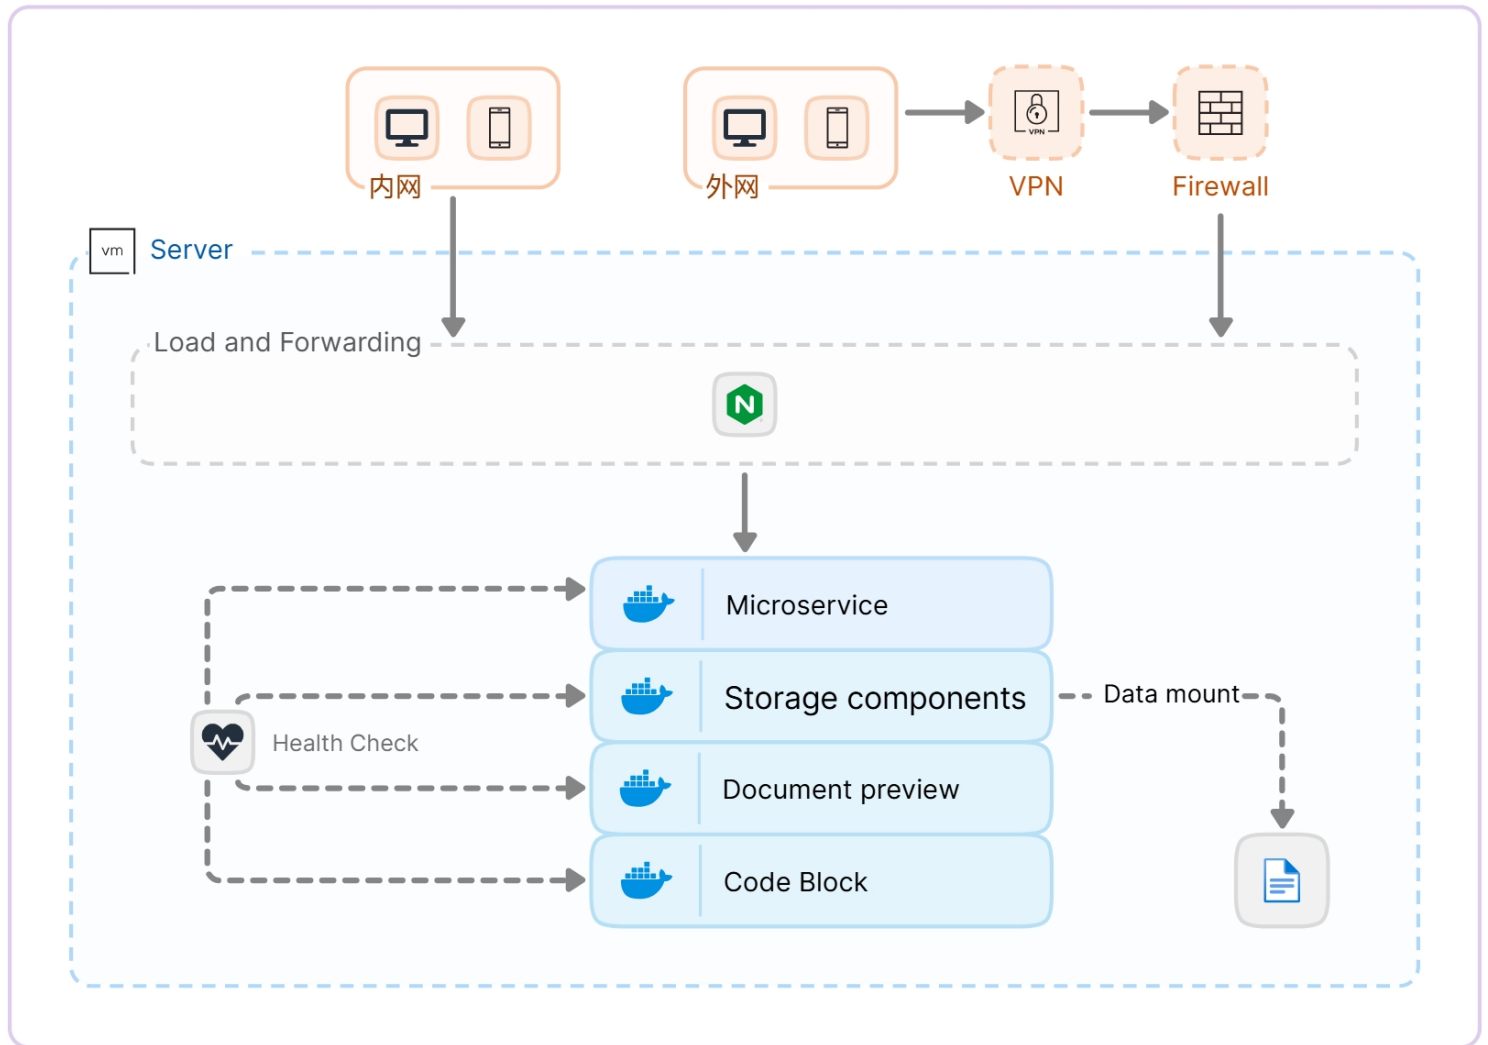 内网
外网
VPN
VPN
Firewall
vm
Server
Load and Forwarding
N
Microservice
Storage components
Data mount
Health Check
Document preview
Code Block